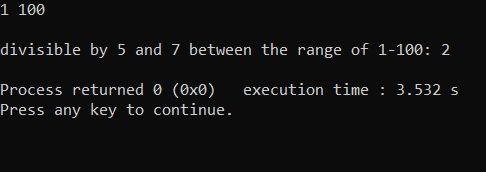 1 100
divisible by 5 and 7 between the range of 1-100: 2
Process returned 0 (0x0)   execution time : 3.532 s
Press any key to continue.